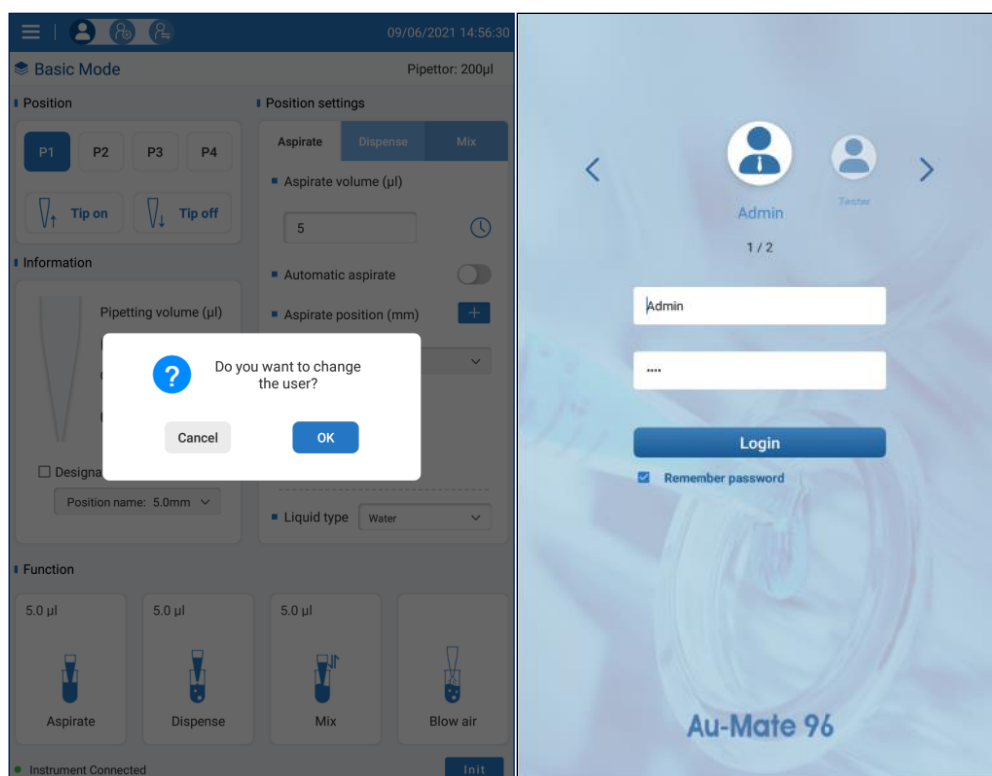 09/06/2021 14:56:30
Basic Mode
Pipettor: 200µl
Position
P1
P2
P3
P4
Tip on
Tip off
Position settings
Aspirate
Dispense
Mix
Aspirate volume (µl)
5
Automatic aspirate
Aspirate position (mm)
Information
Pipetting volume (µl)
Do you want to change
the user?
Cancel
OK
Designa
Position name: 5.0mm
Liquid type
Water
Function
5.0 µl
Aspirate
5.0 µl
Dispense
5.0 µl
Mix
Blow air
Instrument Connected
Init
Admin
Tester
1 / 2
Admin
Login
Remember password
Au-Mate 96